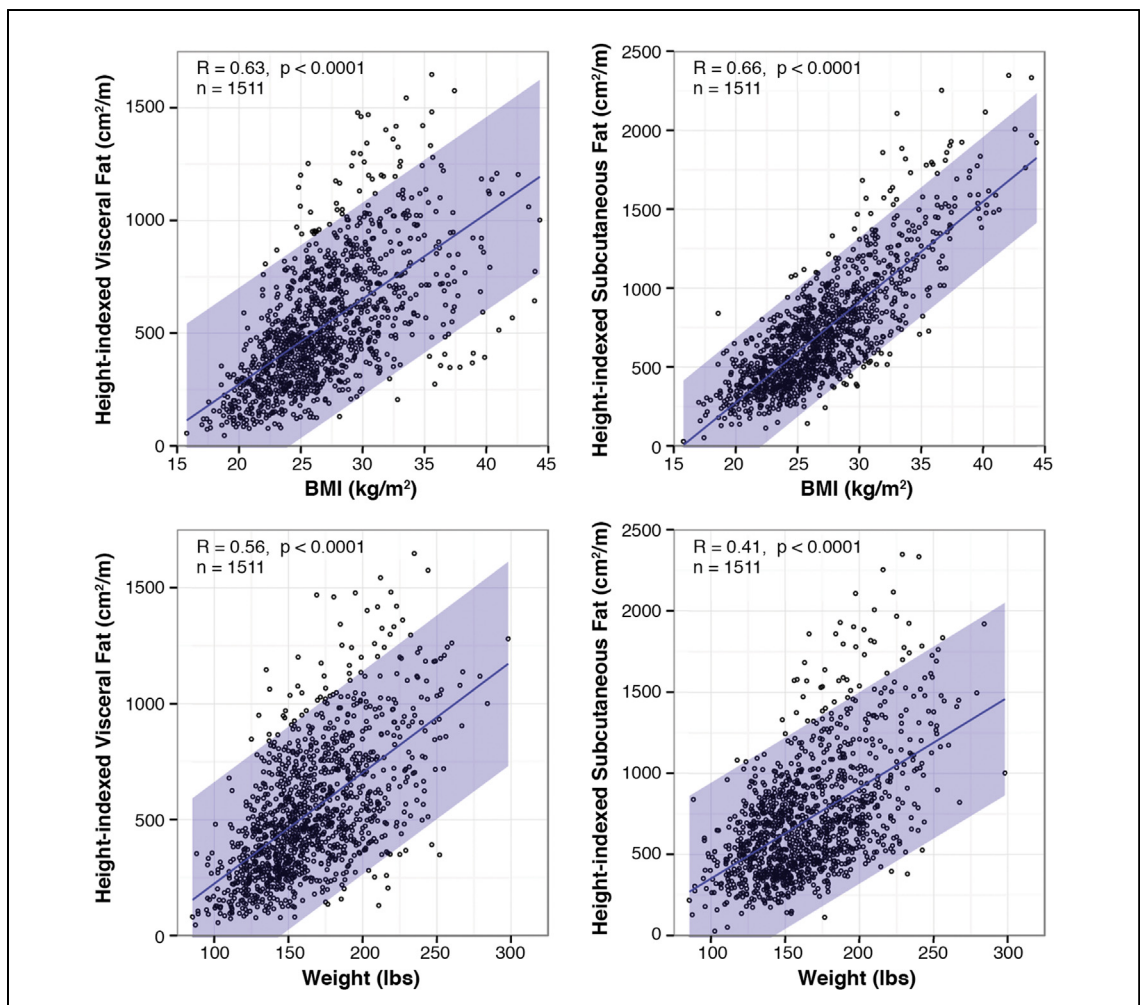 R = 0.63, p < 0.0001
n = 1511
Height-indexed Visceral Fat (cm²/m)
1500
1000
500
0
15 20 25 30 35 40 45
BMI (kg/m²)
R = 0.66, p < 0.0001
n = 1511
Height-indexed Subcutaneous Fat (cm²/m)
2500
2000
1500
1000
500
0
15 20 25 30 35 40 45
BMI (kg/m²)
R = 0.56, p < 0.0001
n = 1511
Height-indexed Visceral Fat (cm²/m)
1500
1000
500
0
100 150 200 250 300
Weight (lbs)
R = 0.41, p < 0.0001
n = 1511
Height-indexed Subcutaneous Fat (cm²/m)
2500
2000
1500
1000
500
0
100 150 200 250 300
Weight (lbs)